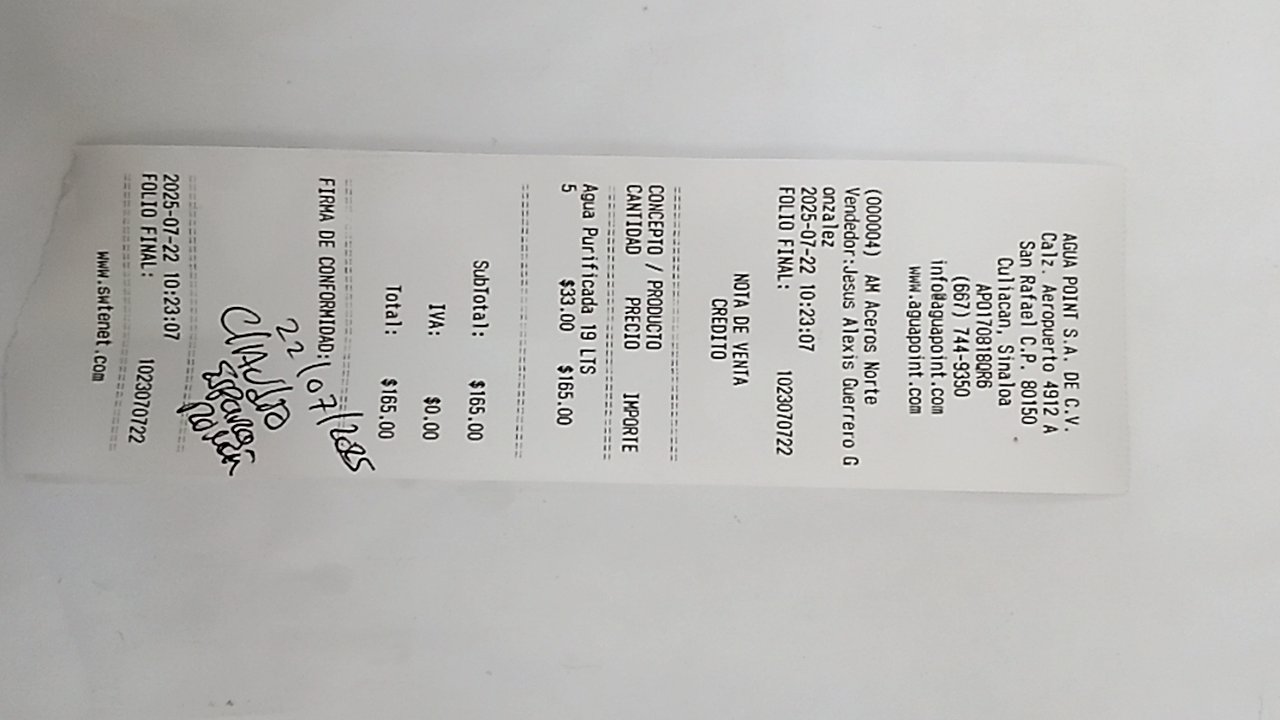 AGUA POINT S.A. DE C.V.
Calz. Aeropuerto 4912 A
San Rafael C.P. 80150
Culiacan, Sinaloa
APO170818QR6
(667) 744-9350
info@aguapoint.com
www.aguapoint.com
(000004) AM Aceros Norte
Vendedor:Jesus Alexis Guerrero G
onzalez
2025-07-22 10:23:07
FOLIO FINAL: 1023070722
NOTA DE VENTA
CREDITO
================================
CONCEPTO / PRODUCTO
CANTIDAD PRECIO IMPORTE
================================
Agua Purificada 19 LTS
5 $33.00 $165.00
================================
SubTotal: $165.00
IVA: $0.00
Total: $165.00
================================
FIRMA DE CONFORMIDAD:
22/07/2025
Claudia
Esparza
================================
2025-07-22 10:23:07
FOLIO FINAL: 1023070722
================================
www.swtenet.com